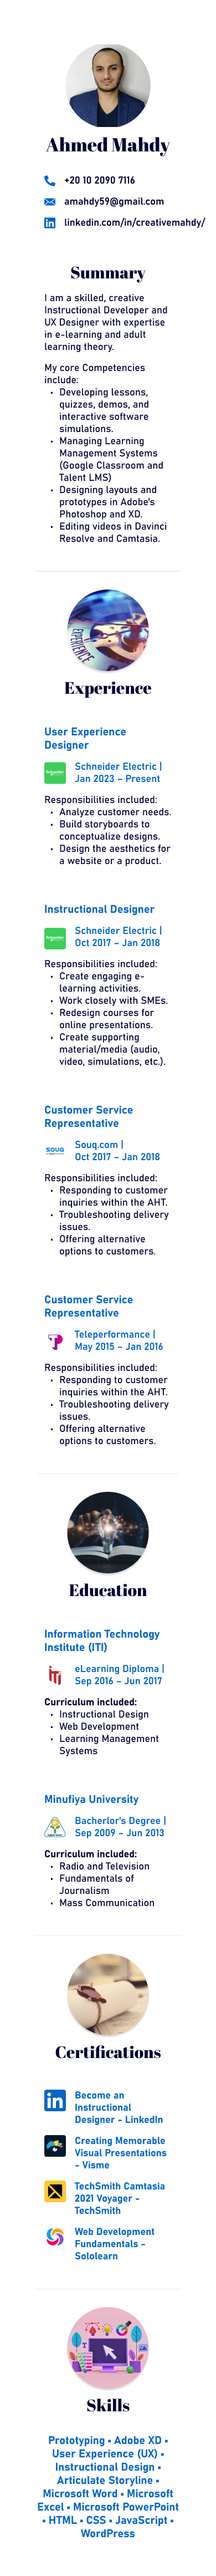 Ahmed Mahdy
+20 10 2090 7116
amahdy59@gmail.com
linkedin.com/in/creativemahdy/
Summary
I am a skilled, creative
Instructional Developer and
UX Designer with expertise
in e-learning and adult
learning theory.
My core Competencies
include:
• Developing lessons,
quizzes, demos, and
interactive software
simulations.
• Managing Learning
Management Systems
(Google Classroom and
Talent LMS)
• Designing layouts and
prototypes in Adobe's
Photoshop and XD.
• Editing videos in Davinci
Resolve and Camtasia.
EXPERIENCE
Experience
User Experience
Designer
Schneider Electric |
Jan 2023 – Present
Responsibilities included:
• Analyze customer needs.
• Build storyboards to
conceptualize designs.
• Design the aesthetics for
a website or a product.
Instructional Designer
Schneider Electric |
Oct 2017 – Jan 2018
Responsibilities included:
• Create engaging e-
learning activities.
• Work closely with SMEs.
• Redesign courses for
online presentations.
• Create supporting
material/media (audio,
video, simulations, etc.).
Customer Service
Representative
souq
Souq.com |
Oct 2017 – Jan 2018
Responsibilities included:
• Responding to customer
inquiries within the AHT.
• Troubleshooting delivery
issues.
• Offering alternative
options to customers.
Customer Service
Representative
Teleperformance |
May 2015 – Jan 2016
Responsibilities included:
• Responding to customer
inquiries within the AHT.
• Troubleshooting delivery
issues.
• Offering alternative
options to customers.
Education
Information Technology
Institute (ITI)
eLearning Diploma |
Sep 2016 – Jun 2017
Curriculum included:
• Instructional Design
• Web Development
• Learning Management
Systems
Minufiya University
Bacherlor's Degree |
Sep 2009 – Jun 2013
Curriculum included:
• Radio and Television
• Fundamentals of
Journalism
• Mass Communication
Certifications
Become an
Instructional
Designer - LinkedIn
Creating Memorable
Visual Presentations
- Visme
TechSmith Camtasia
2021 Voyager -
TechSmith
Web Development
Fundamentals -
Sololearn
Skills
Prototyping • Adobe XD •
User Experience (UX) •
Instructional Design •
Articulate Storyline •
Microsoft Word • Microsoft
Excel • Microsoft PowerPoint
• HTML • CSS • JavaScript •
WordPress